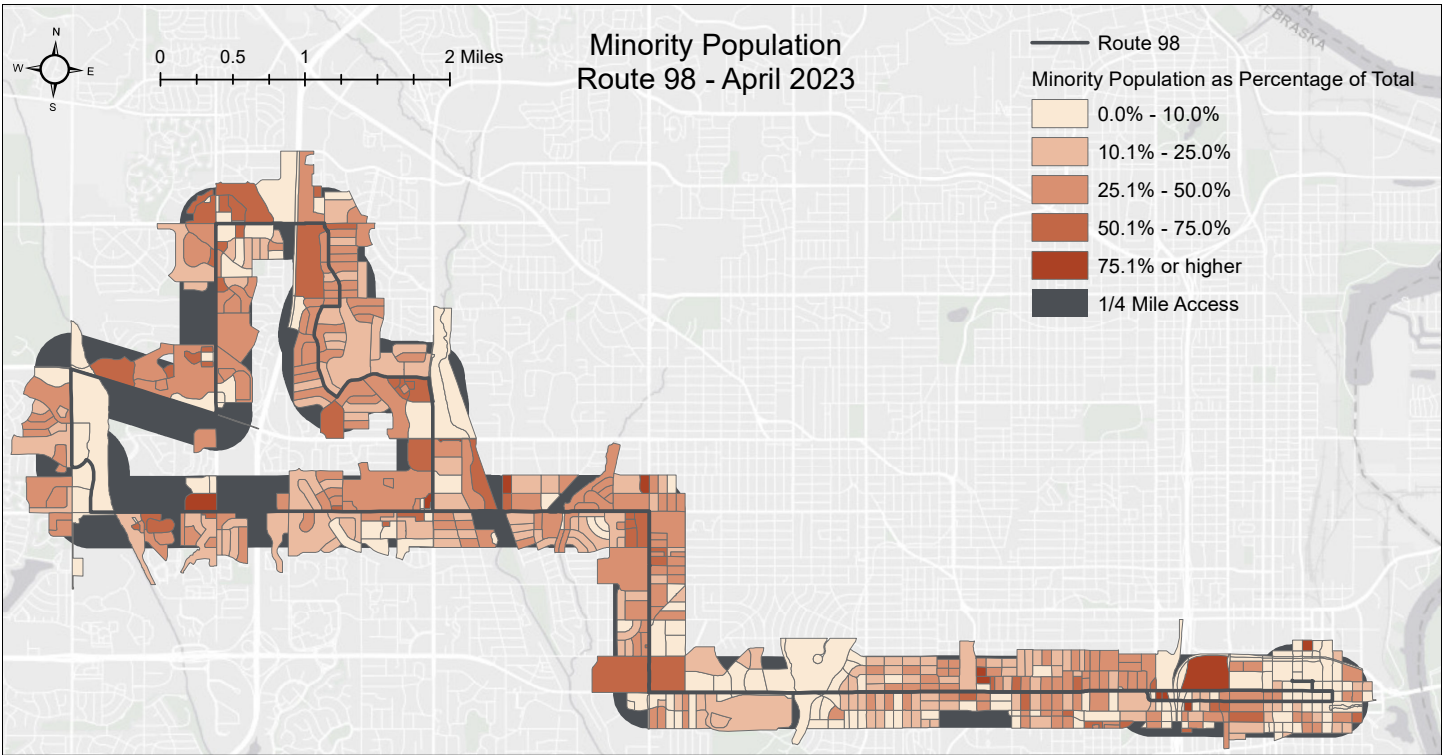 Minority Population
Route 98 - April 2023
N
W
E
S
0
0.5
1
2 Miles
Route 98
Minority Population as Percentage of Total
0.0% - 10.0%
10.1% - 25.0%
25.1% - 50.0%
50.1% - 75.0%
75.1% or higher
1/4 Mile Access
NEBRASKA